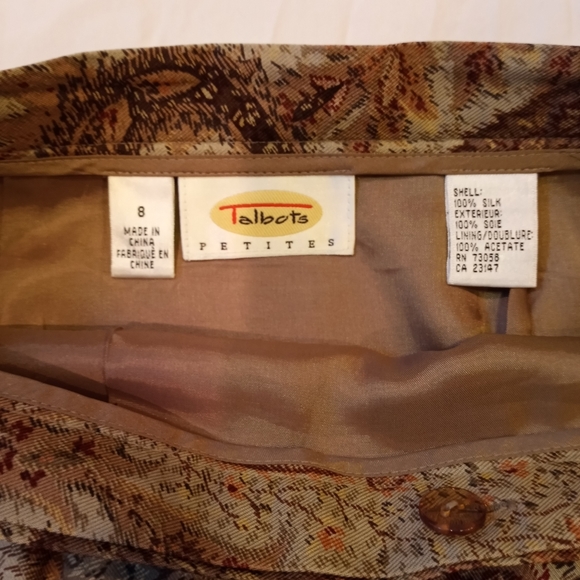 8
MADE IN
CHINA
FABRIQUÉ EN
CHINE
Talbots
PETITES
SHELL:
100% SILK
EXTERIEUR:
100% SOIE
LINING/DOUBLURE:
100% ACETATE
RN 73058
CA 23147